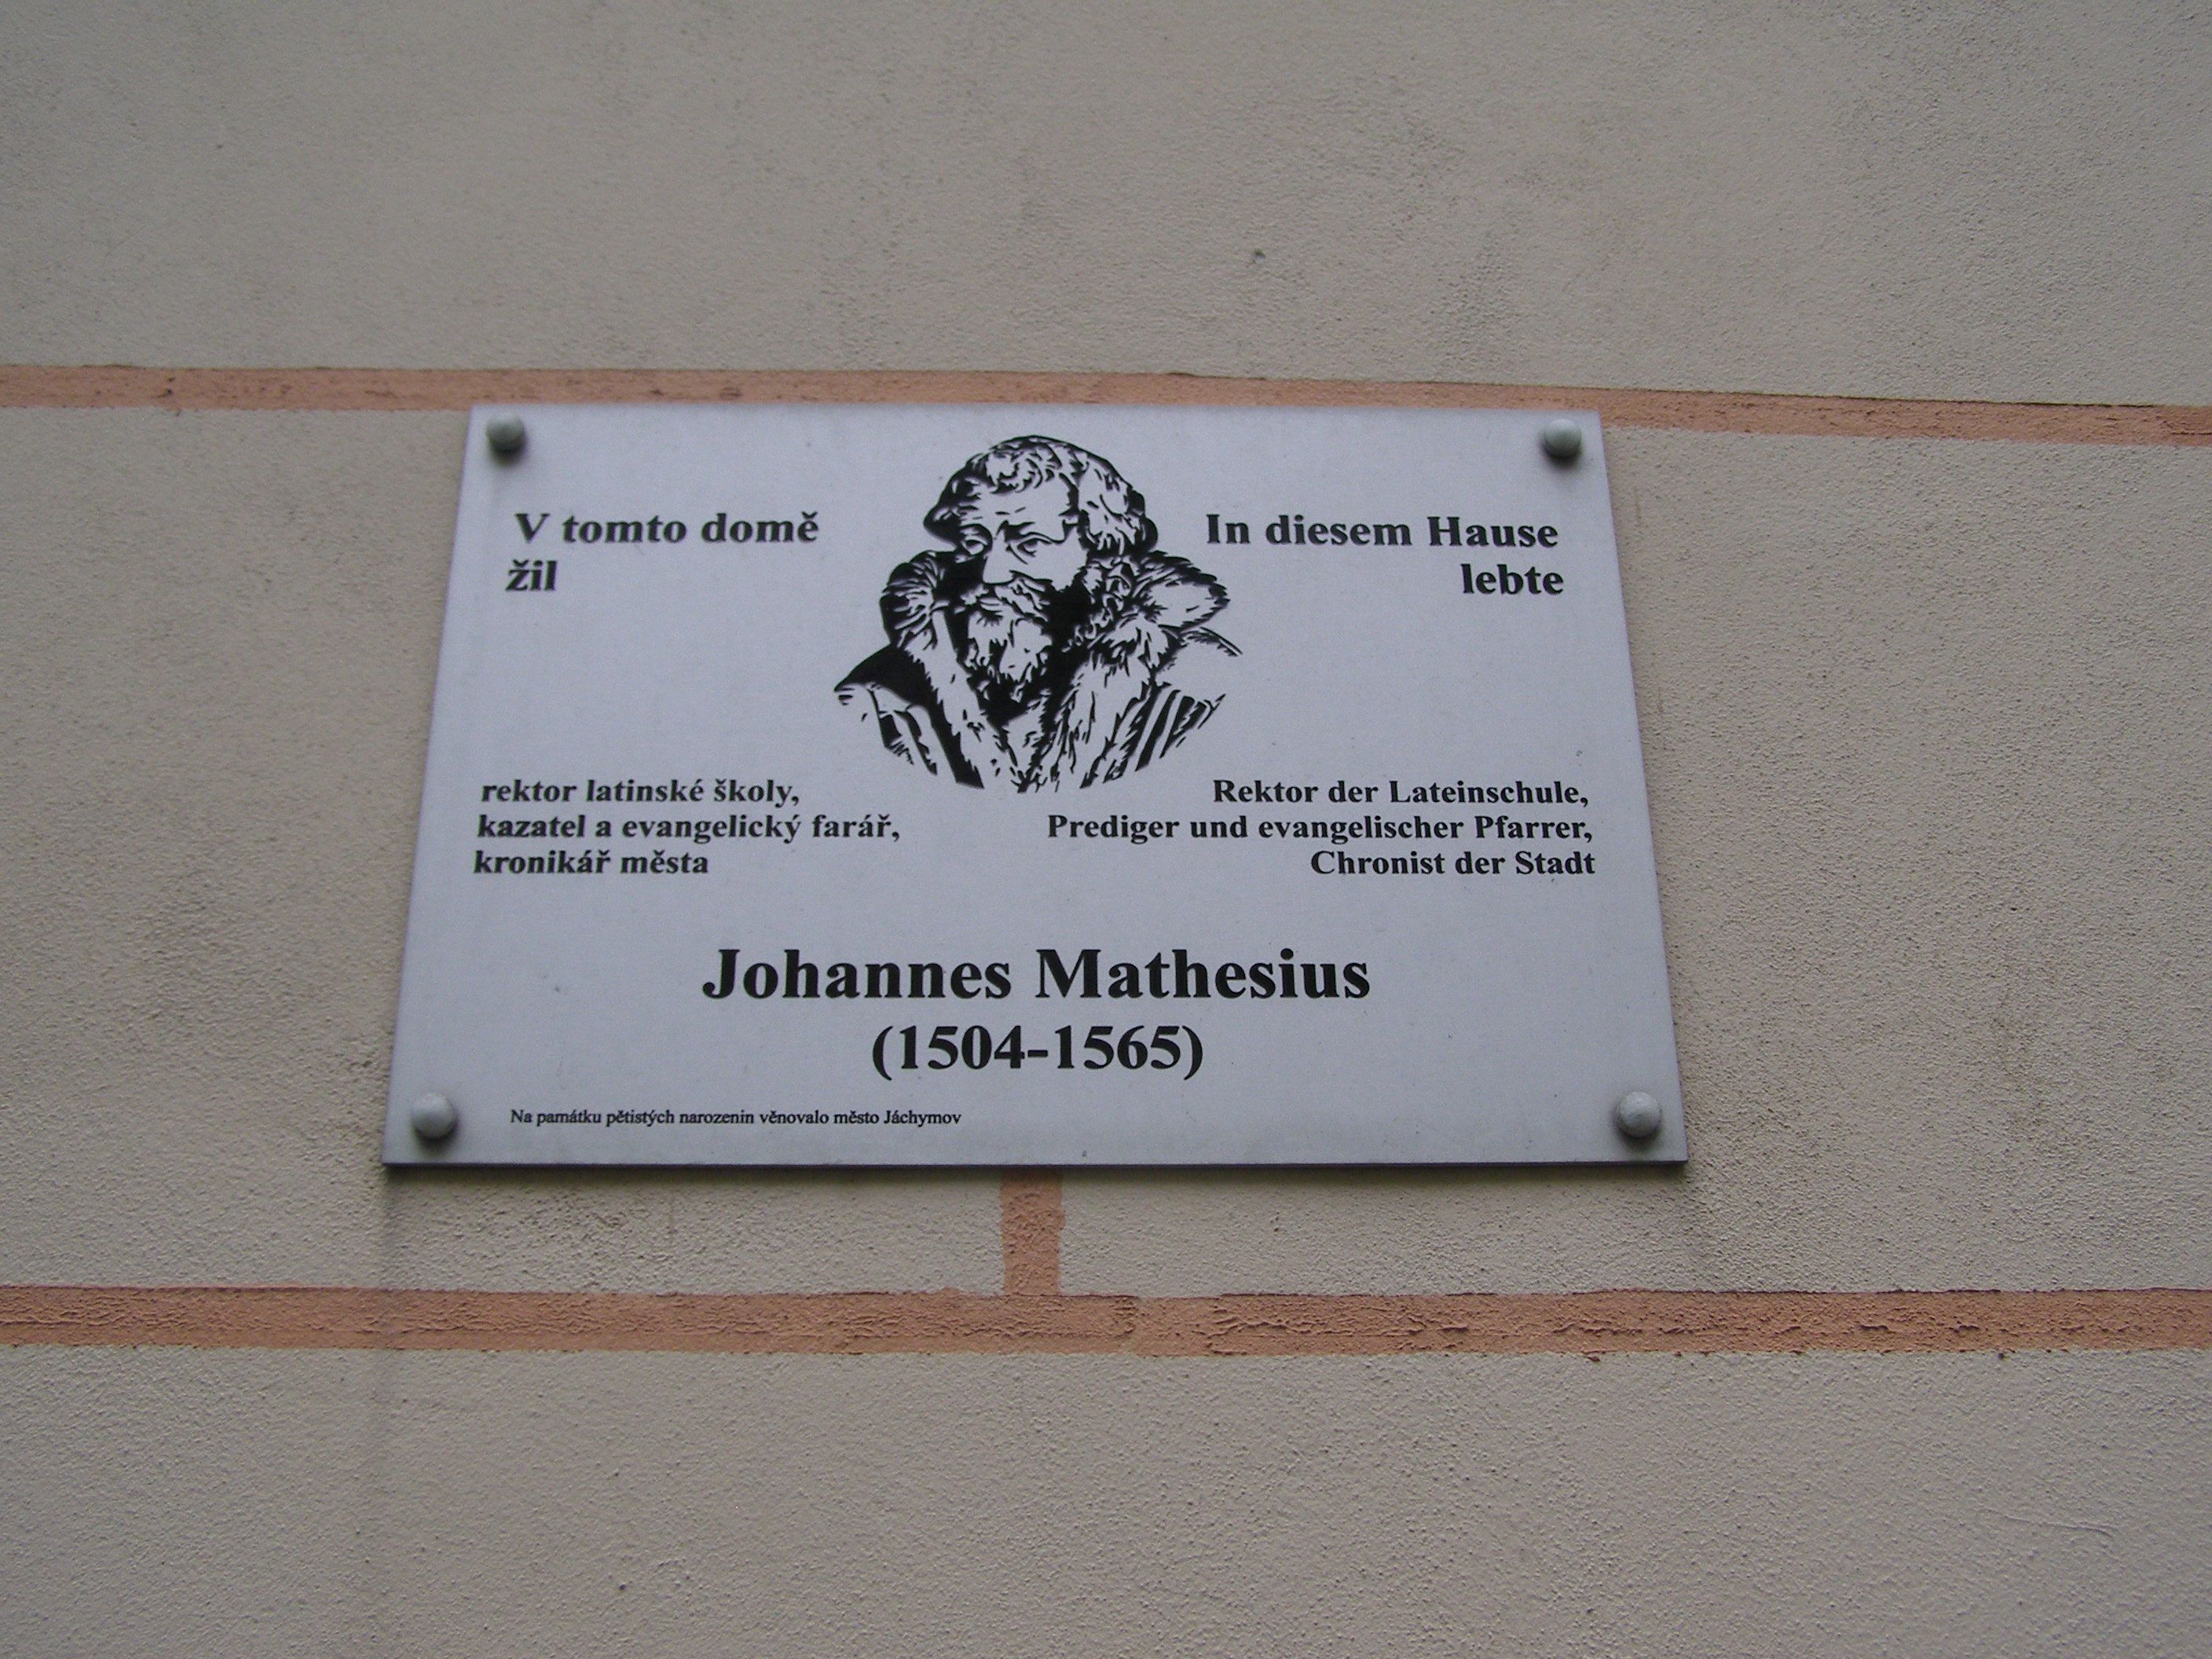 V tomto domě
žil
In diesem Hause
lebte
rektor latinské školy,
kazatel a evangelický farář,
kronikář města
Rektor der Lateinschule,
Prediger und evangelischer Pfarrer,
Chronist der Stadt
Johannes Mathesius
(1504-1565)
Na památku pětistých narozenin věnovalo město Jáchymov